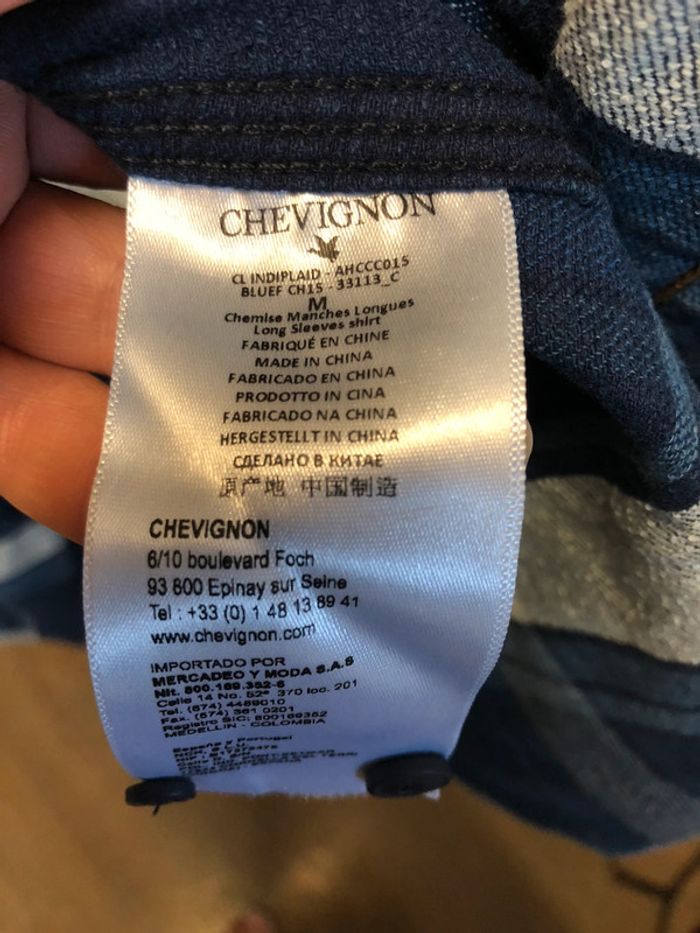 CHEVIGNON
CL INDIPLAID - AHCCC015
BLUEF CH15 - 33113_C
M
Chemise Manches Longues
Long Sleeves shirt
FABRIQUÉ EN CHINE
MADE IN CHINA
FABRICADO EN CHINA
PRODOTTO IN CINA
FABRICADO NA CHINA
HERGESTELLT IN CHINA
СДЕЛАНО В КИТАЕ
原产地 中国制造
CHEVIGNON
6/10 boulevard Foch
93 800 Epinay sur Seine
Tel : +33 (0) 1 48 13 89 41
www.chevignon.com
IMPORTADO POR
MERCADEO Y MODA S.A.S
Nit. 800.169.352-6
Calle 14 No. 52ª 370 loc. 201
Tel. (574) 4489010
Fax. (574) 361 0201
Registro SIC: 800169352
MEDELLIN - COLOMBIA
España y Portugal